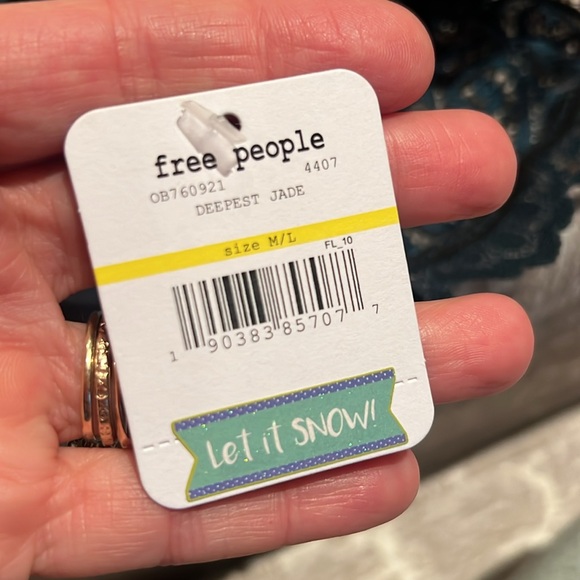 free people
OB760921 4407
DEEPEST JADE
size M/L
FL_10
1 90383 85707 7
Let it SNOW!